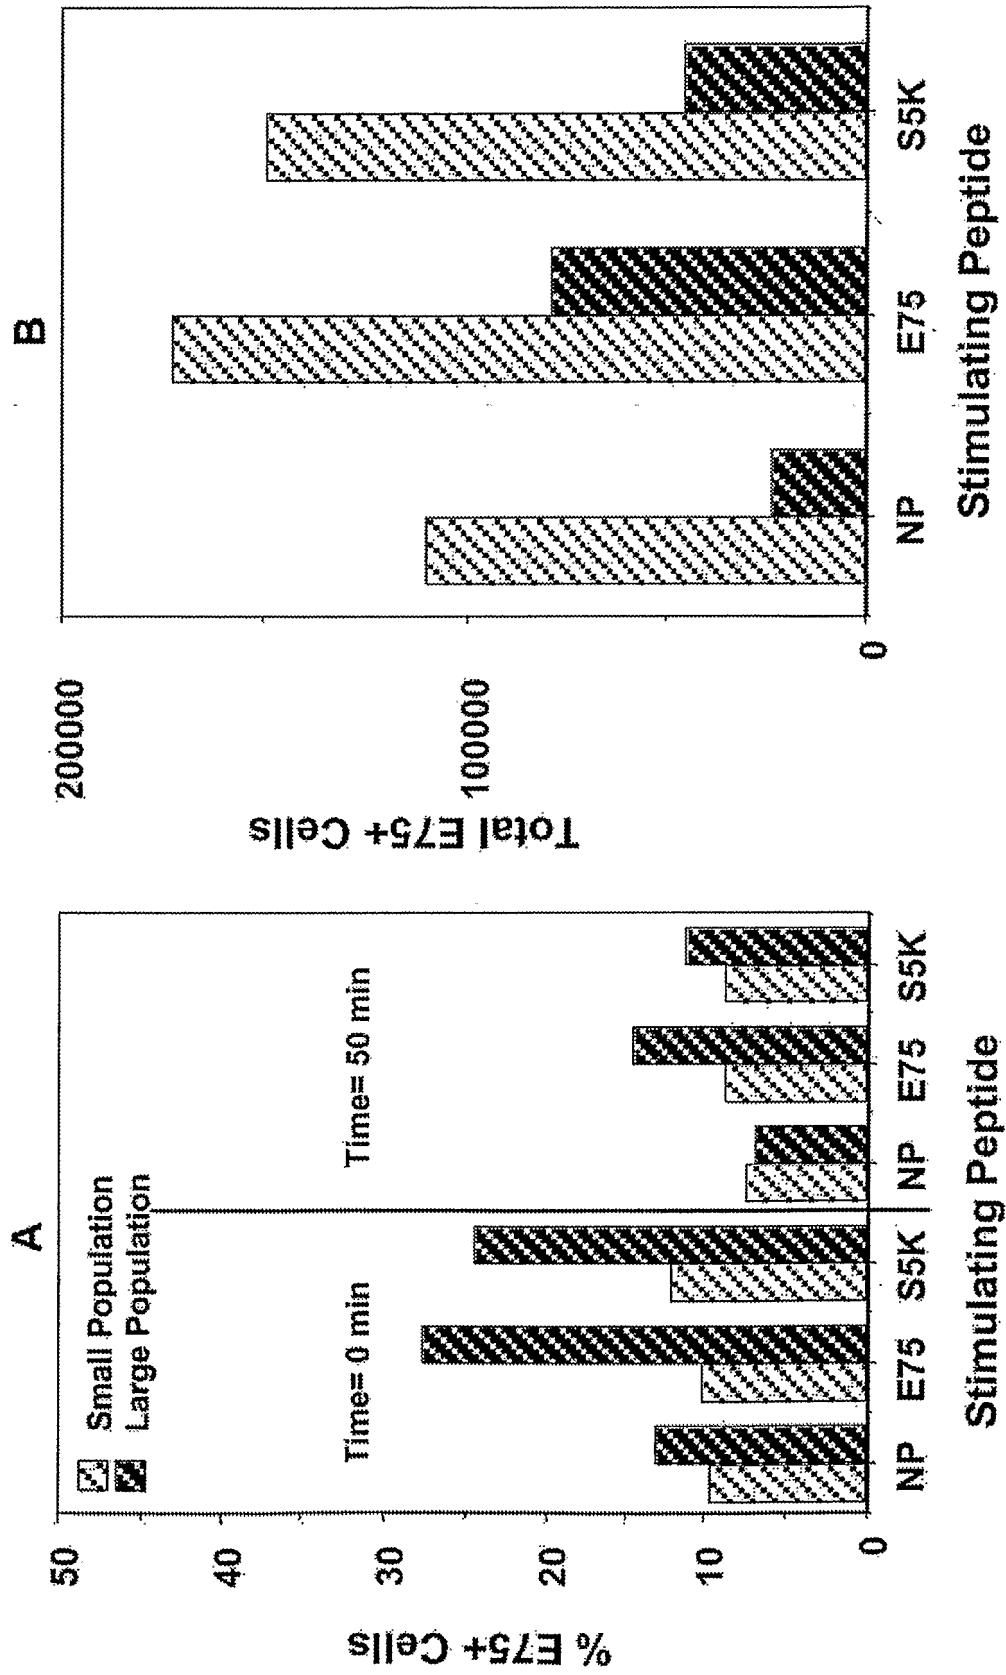 A
Small Population
Large Population
Time= 0 min
Time= 50 min
50
40
30
20
10
0
% E75+ Cells
NP E75 S5K NP E75 S5K
Stimulating Peptide
B
200000
100000
0
Total E75+ Cells
NP E75 S5K
Stimulating Peptide